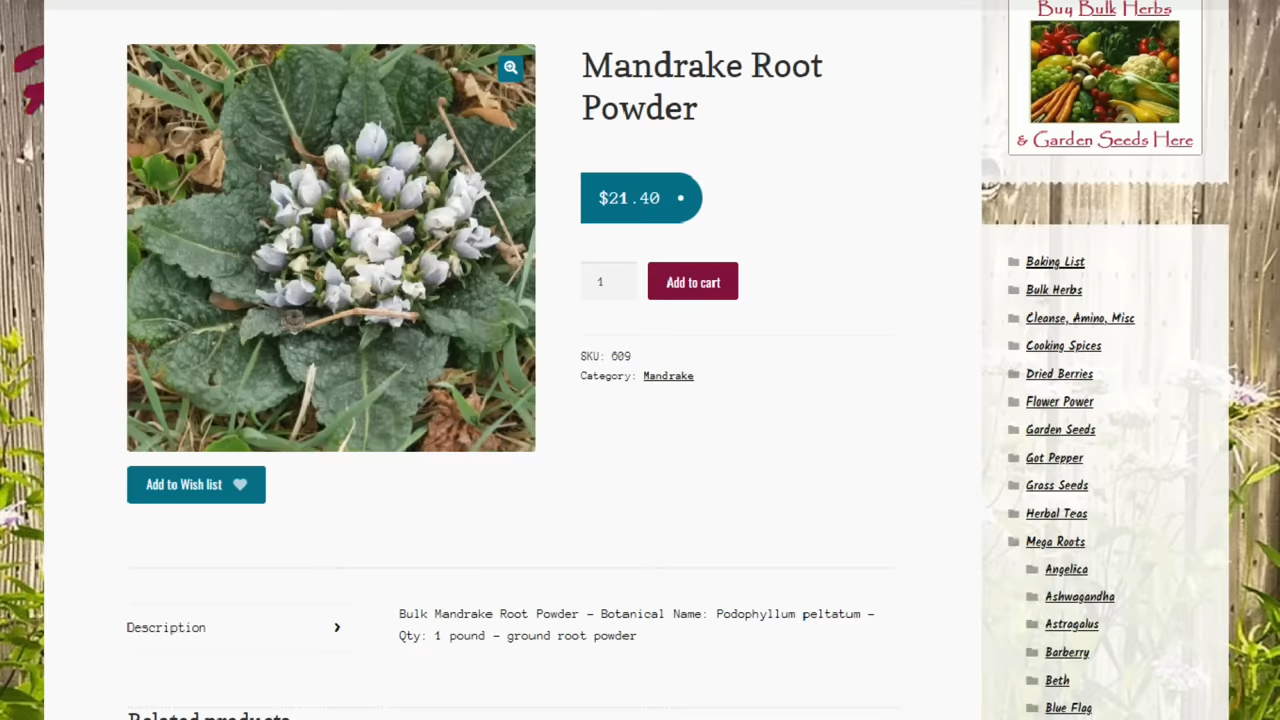 Buy Bulk Herbs
& Garden Seeds Here
Mandrake Root
Powder
$21.40
1
Add to cart
SKU: 609
Category: Mandrake
Add to Wish list
Description
Bulk Mandrake Root Powder – Botanical Name: Podophyllum peltatum –
Qty: 1 pound – ground root powder
Related products
Baking List
Bulk Herbs
Cleanse, Amino, Misc
Cooking Spices
Dried Berries
Flower Power
Garden Seeds
Got Pepper
Grass Seeds
Herbal Teas
Mega Roots
Angelica
Ashwagandha
Astragalus
Barberry
Beth
Blue Flag